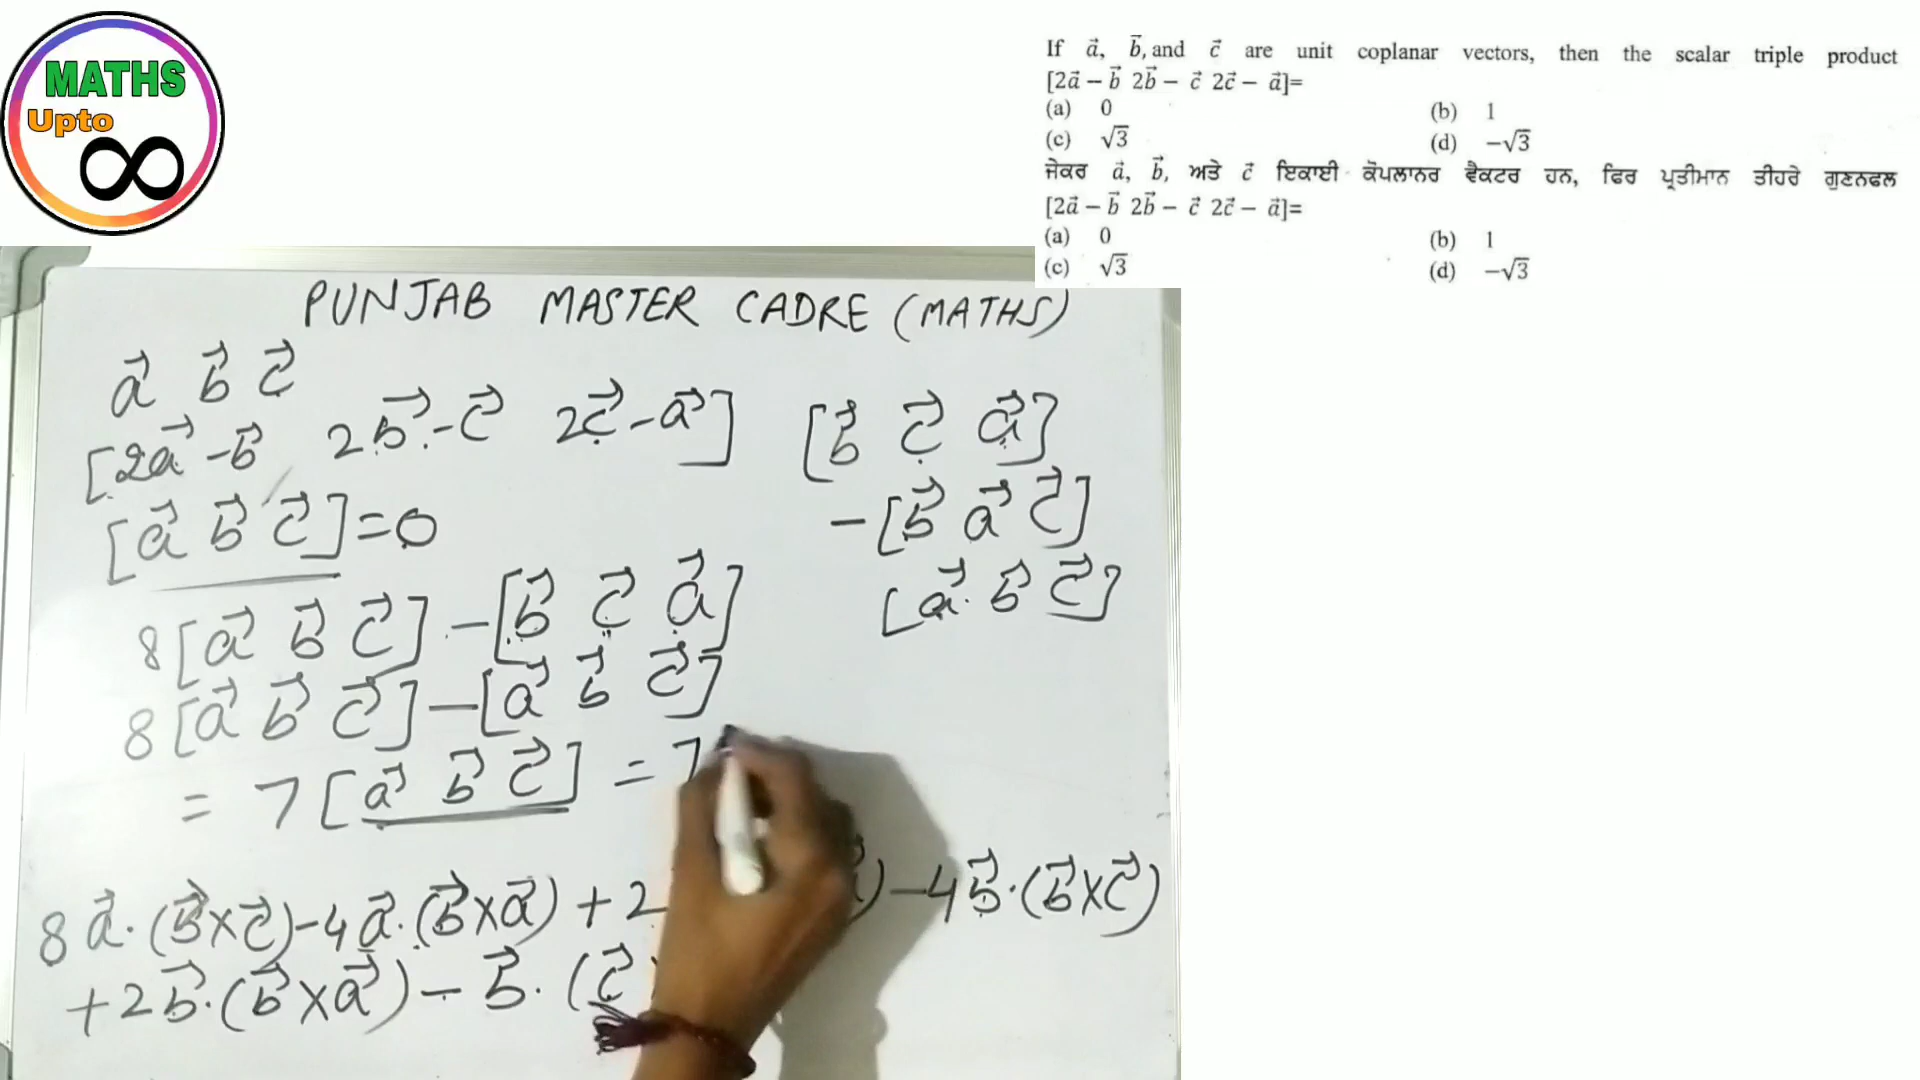 MATHS
Upto
∞
If a⃗, b⃗, and c⃗ are unit coplanar vectors, then the scalar triple product
[2a⃗ − b⃗ 2b⃗ − c⃗ 2c⃗ − a⃗]=
(a) 0 (b) 1
(c) √3 (d) −√3
ਜੇਕਰ a⃗, b⃗, ਅਤੇ c⃗ ਇਕਾਈ ਕੋਪਲਾਨਰ ਵੈਕਟਰ ਹਨ, ਫਿਰ ਪ੍ਰਤੀਮਾਨ ਤੀਹਰੇ ਗੁਣਨਫਲ
[2a⃗ − b⃗ 2b⃗ − c⃗ 2c⃗ − a⃗]=
(a) 0 (b) 1
(c) √3 (d) −√3
PUNJAB MASTER CADRE (MATHS)
a⃗ b⃗ c⃗
[2a⃗ − b⃗ 2b⃗ − c⃗ 2c⃗ − a⃗]
[a⃗ b⃗ c⃗] = 0
8[a⃗ b⃗ c⃗] − [b⃗ c⃗ a⃗]
8[a⃗ b⃗ c⃗] − [a⃗ b⃗ c⃗]
= 7[a⃗ b⃗ c⃗] = 7
[b⃗ c⃗ a⃗]
−[b⃗ a⃗ c⃗]
[a⃗ b⃗ c⃗]
8a⃗·(b⃗×c⃗) − 4a⃗·(b⃗×a⃗) + 2 ) − 4b⃗·(b⃗×c⃗)
+ 2b⃗·(b⃗×a⃗) − b⃗·(c⃗